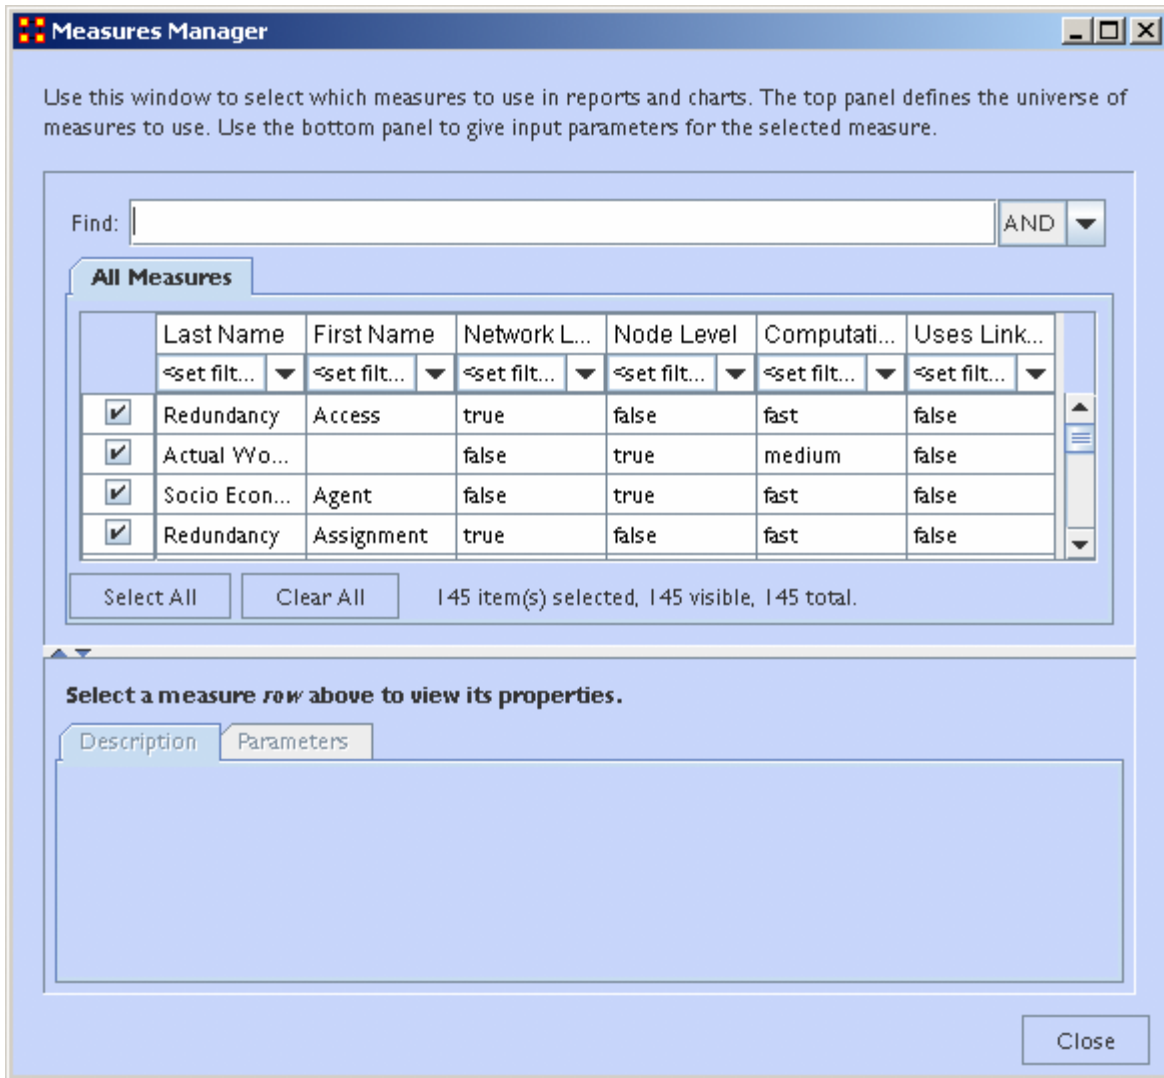 Measures Manager
Use this window to select which measures to use in reports and charts. The top panel defines the universe of
measures to use. Use the bottom panel to give input parameters for the selected measure.
Find: AND
All Measures
Last Name First Name Network L... Node Level Computati... Uses Link...
<set filt... <set filt... <set filt... <set filt... <set filt... <set filt...
Redundancy Access true false fast false
Actual Wo... false true medium false
Socio Econ... Agent false true fast false
Redundancy Assignment true false fast false
Select All Clear All 145 item(s) selected, 145 visible, 145 total.
Select a measure row above to view its properties.
Description Parameters
Close